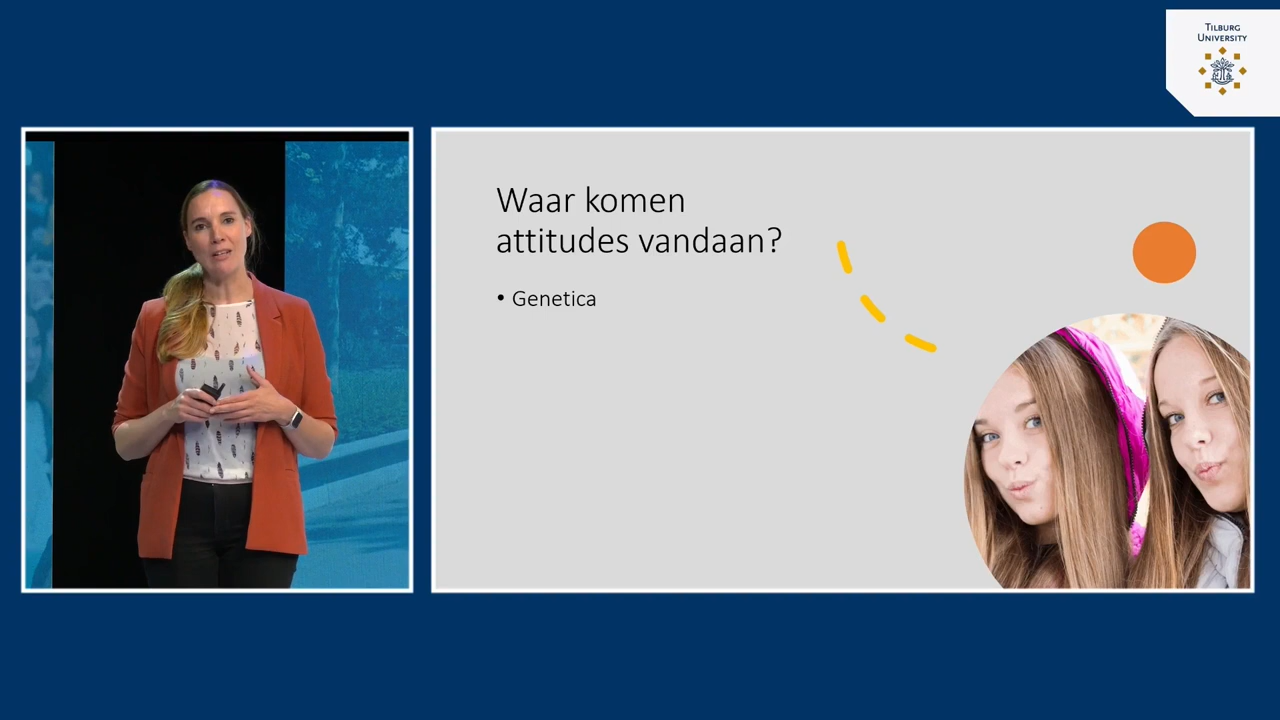 TILBURG
UNIVERSITY
Waar komen
attitudes vandaan?
• Genetica